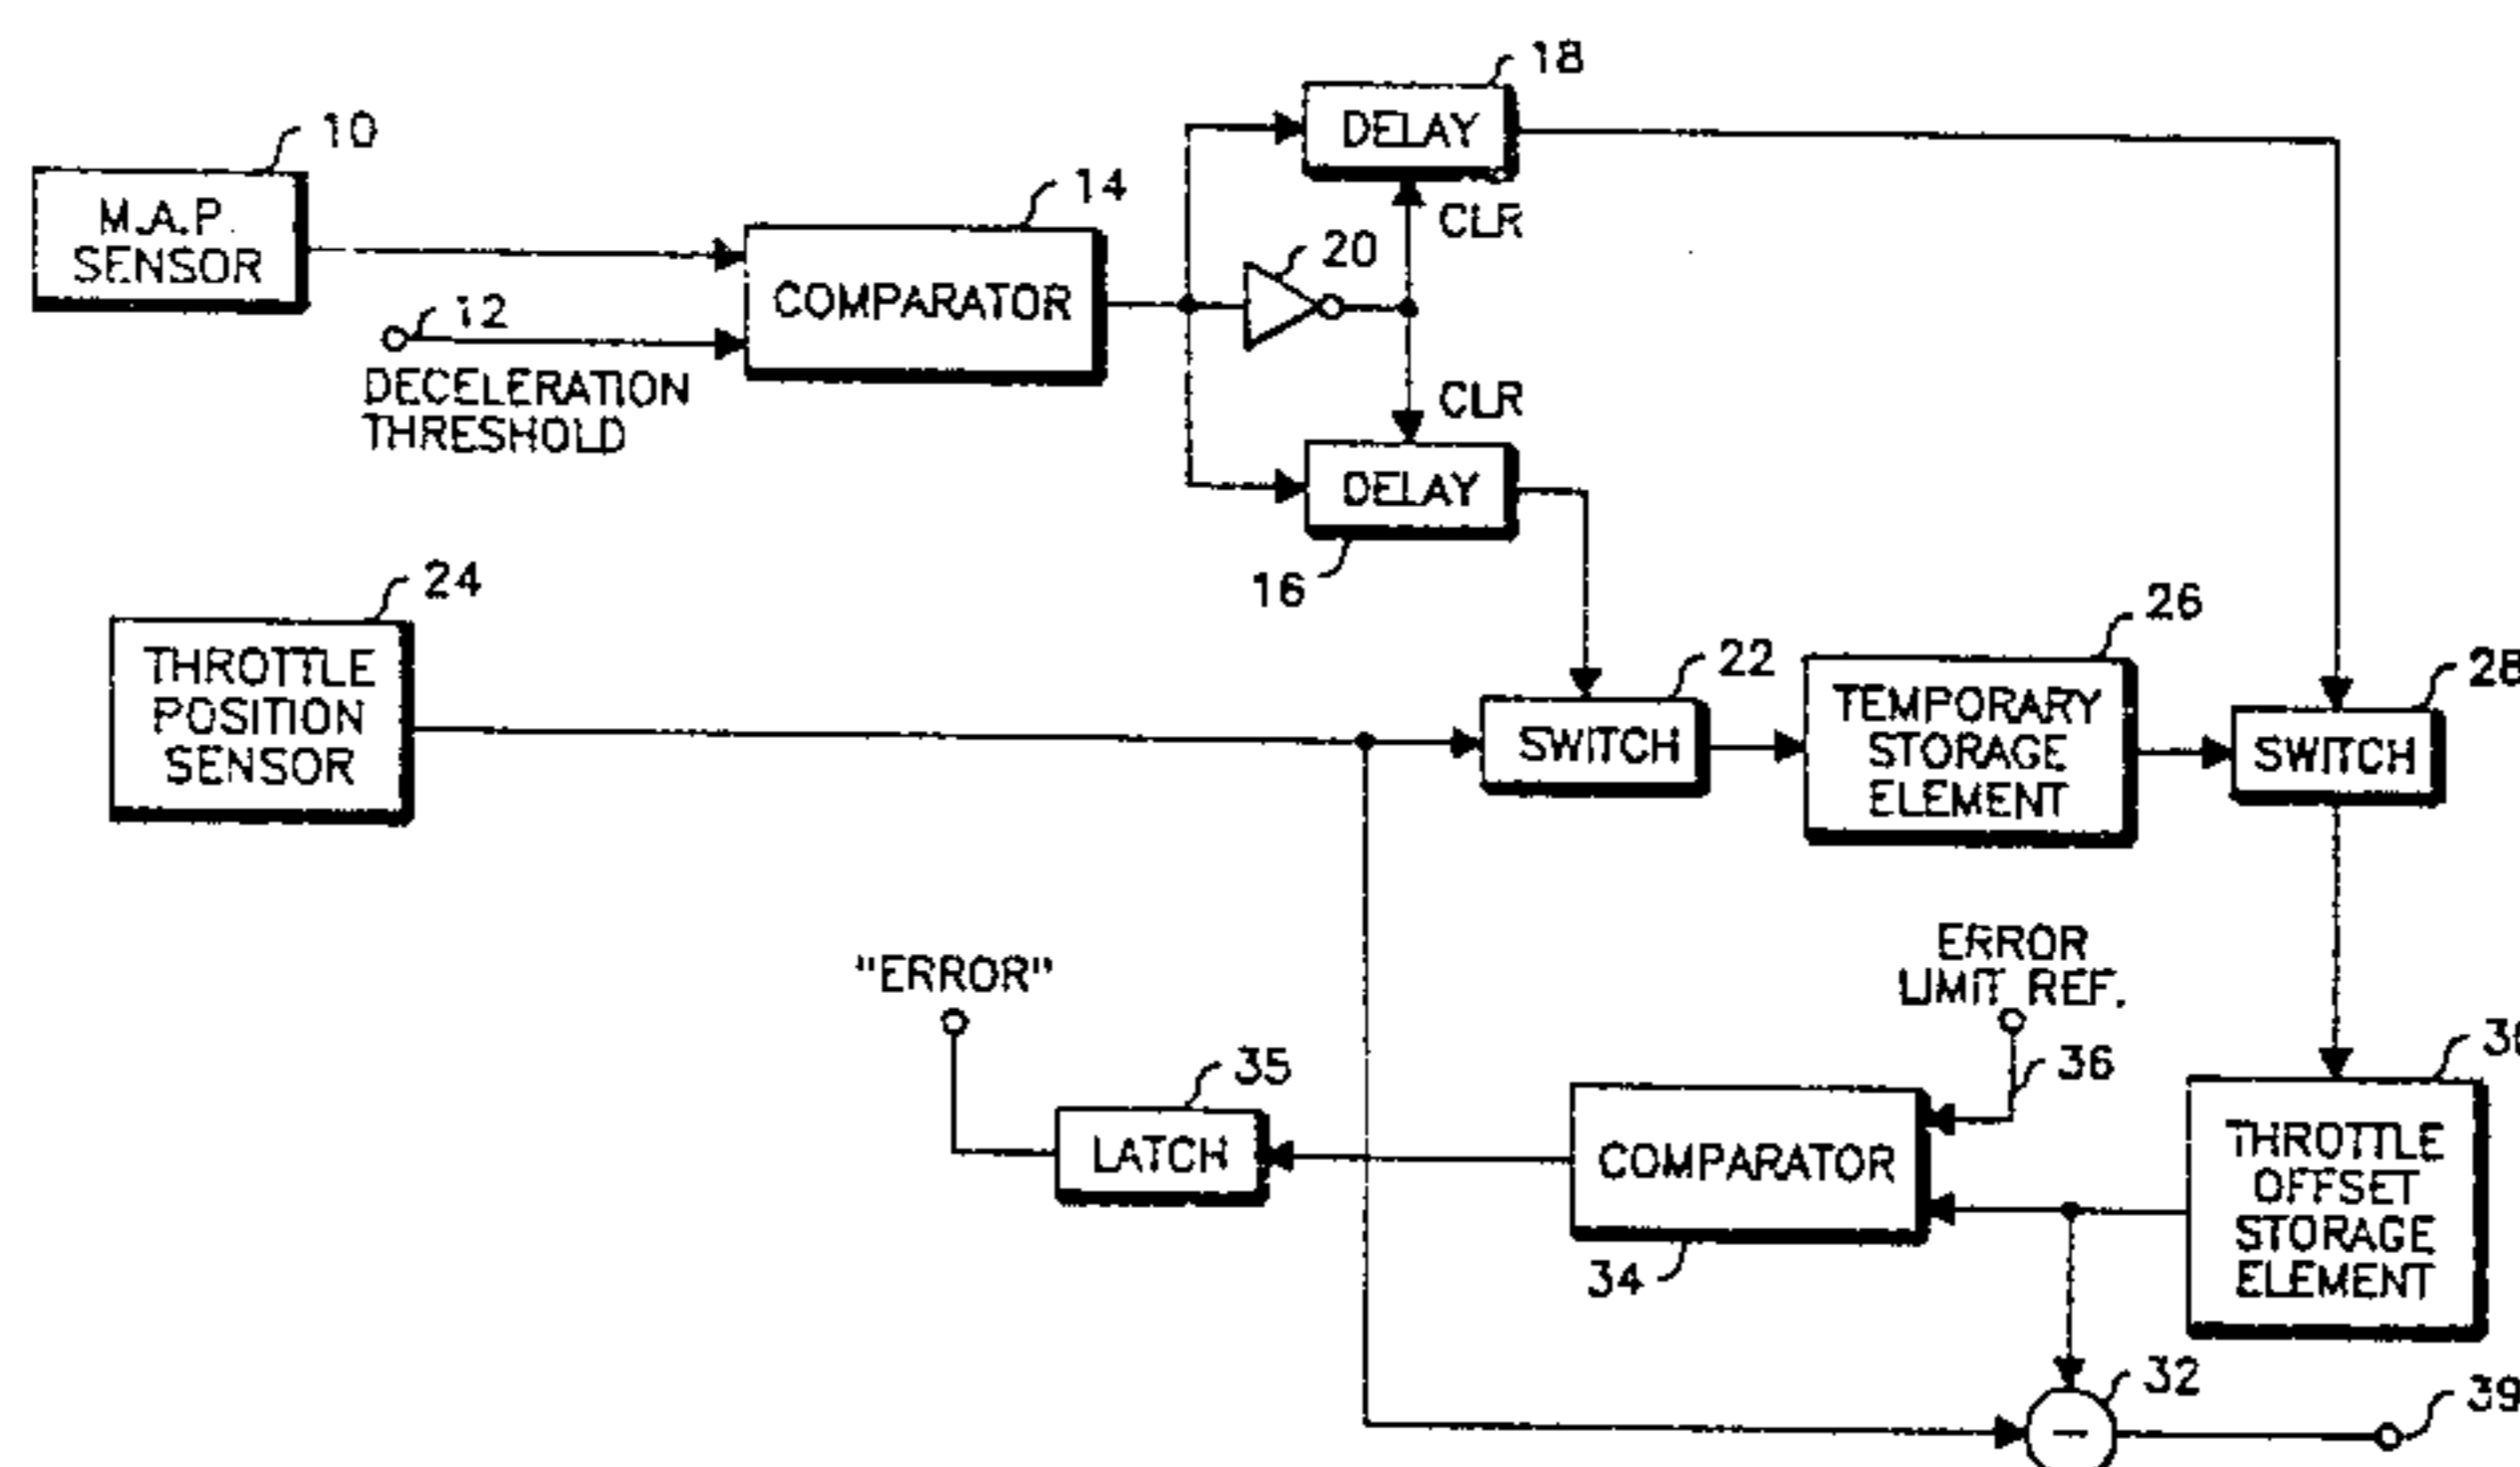 18
DELAY
10
M.A.P.
SENSOR
14
CLR
20
COMPARATOR
12
DECELERATION
THRESHOLD
CLR
DELAY
16
24
THROTTLE
POSITION
SENSOR
22
SWITCH
26
TEMPORARY
STORAGE
ELEMENT
28
SWITCH
"ERROR"
ERROR
LIMIT REF.
35
LATCH
36
COMPARATOR
34
THROTTLE
OFFSET
STORAGE
ELEMENT
32
39